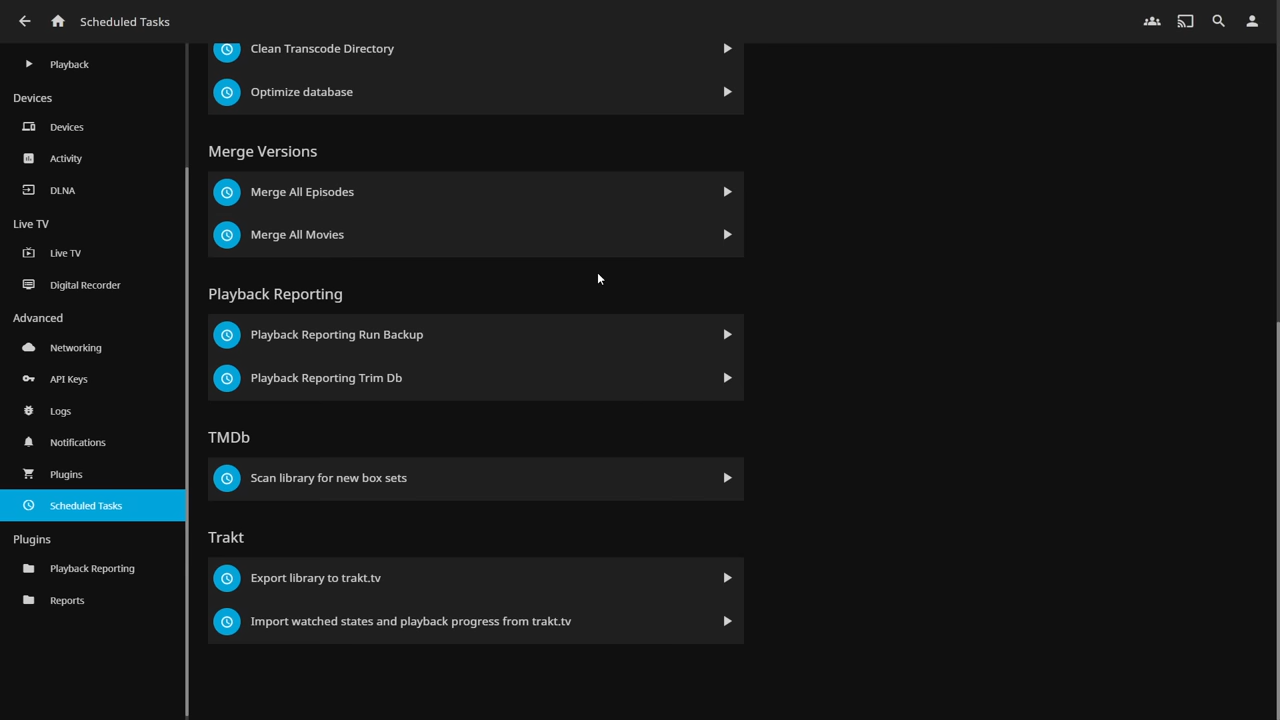 Scheduled Tasks
Playback
Devices
Devices
Activity
DLNA
Live TV
Live TV
Digital Recorder
Advanced
Networking
API Keys
Logs
Notifications
Plugins
Scheduled Tasks
Plugins
Playback Reporting
Reports
Clean Transcode Directory
Optimize database
Merge Versions
Merge All Episodes
Merge All Movies
Playback Reporting
Playback Reporting Run Backup
Playback Reporting Trim Db
TMDb
Scan library for new box sets
Trakt
Export library to trakt.tv
Import watched states and playback progress from trakt.tv